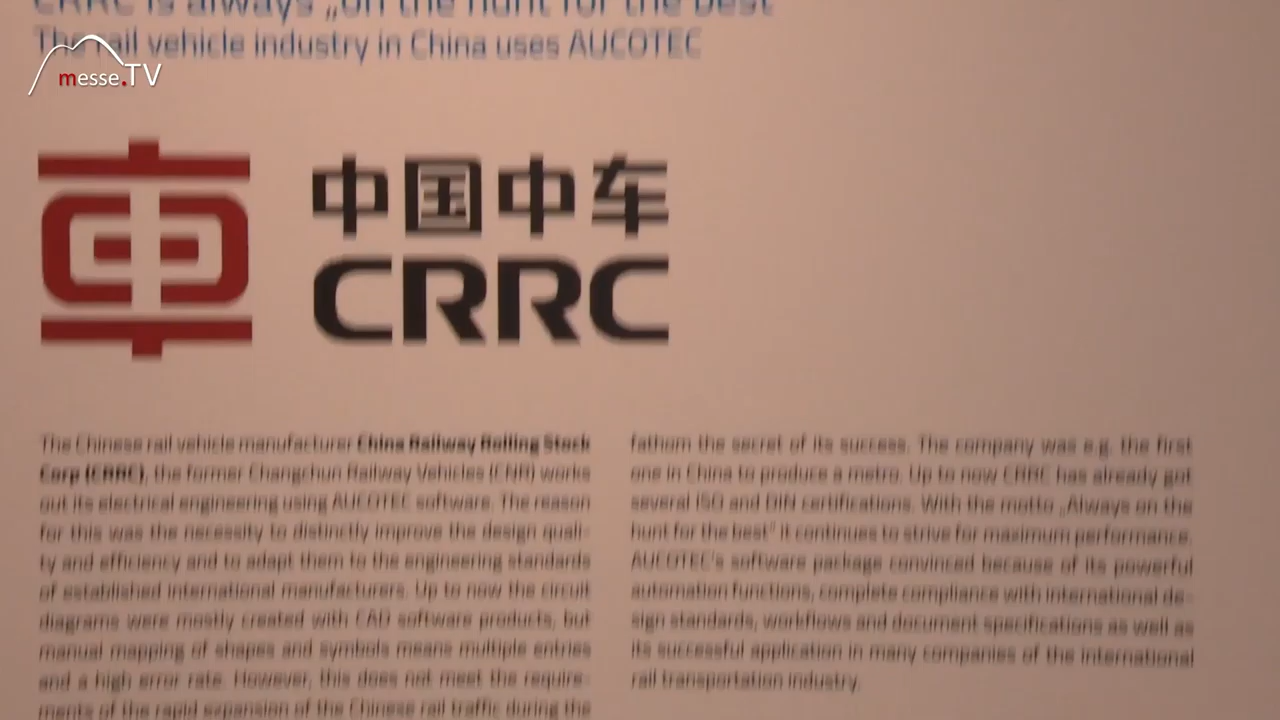 CRRC is always „on the hunt for the best"
The rail vehicle industry in China uses AUCOTEC
messe.TV
中国中车
CRRC
The Chinese rail vehicle manufacturer China Railway Rolling Stock
Corp (CRRC), the former Changchun Railway Vehicles (CNR) works
out its electrical engineering using AUCOTEC software. The reason
for this was the necessity to distinctly improve the design quali-
ty and efficiency and to adapt them to the engineering standards
of established international manufacturers. Up to now the circuit
diagrams were mostly created with CAD software products, but
manual mapping of shapes and symbols means multiple entries
and a high error rate. However, this does not meet the require-
ments of the rapid expansion of the Chinese rail traffic during the
fathom the secret of its success. The company was e.g. the first
one in China to produce a metro. Up to now CRRC has already got
several ISO and DIN certifications. With the motto „Always on the
hunt for the best" it continues to strive for maximum performance.
AUCOTEC's software package convinced because of its powerful
automation functions, complete compliance with international de-
sign standards, workflows and document specifications as well as
its successful application in many companies of the international
rail transportation industry.